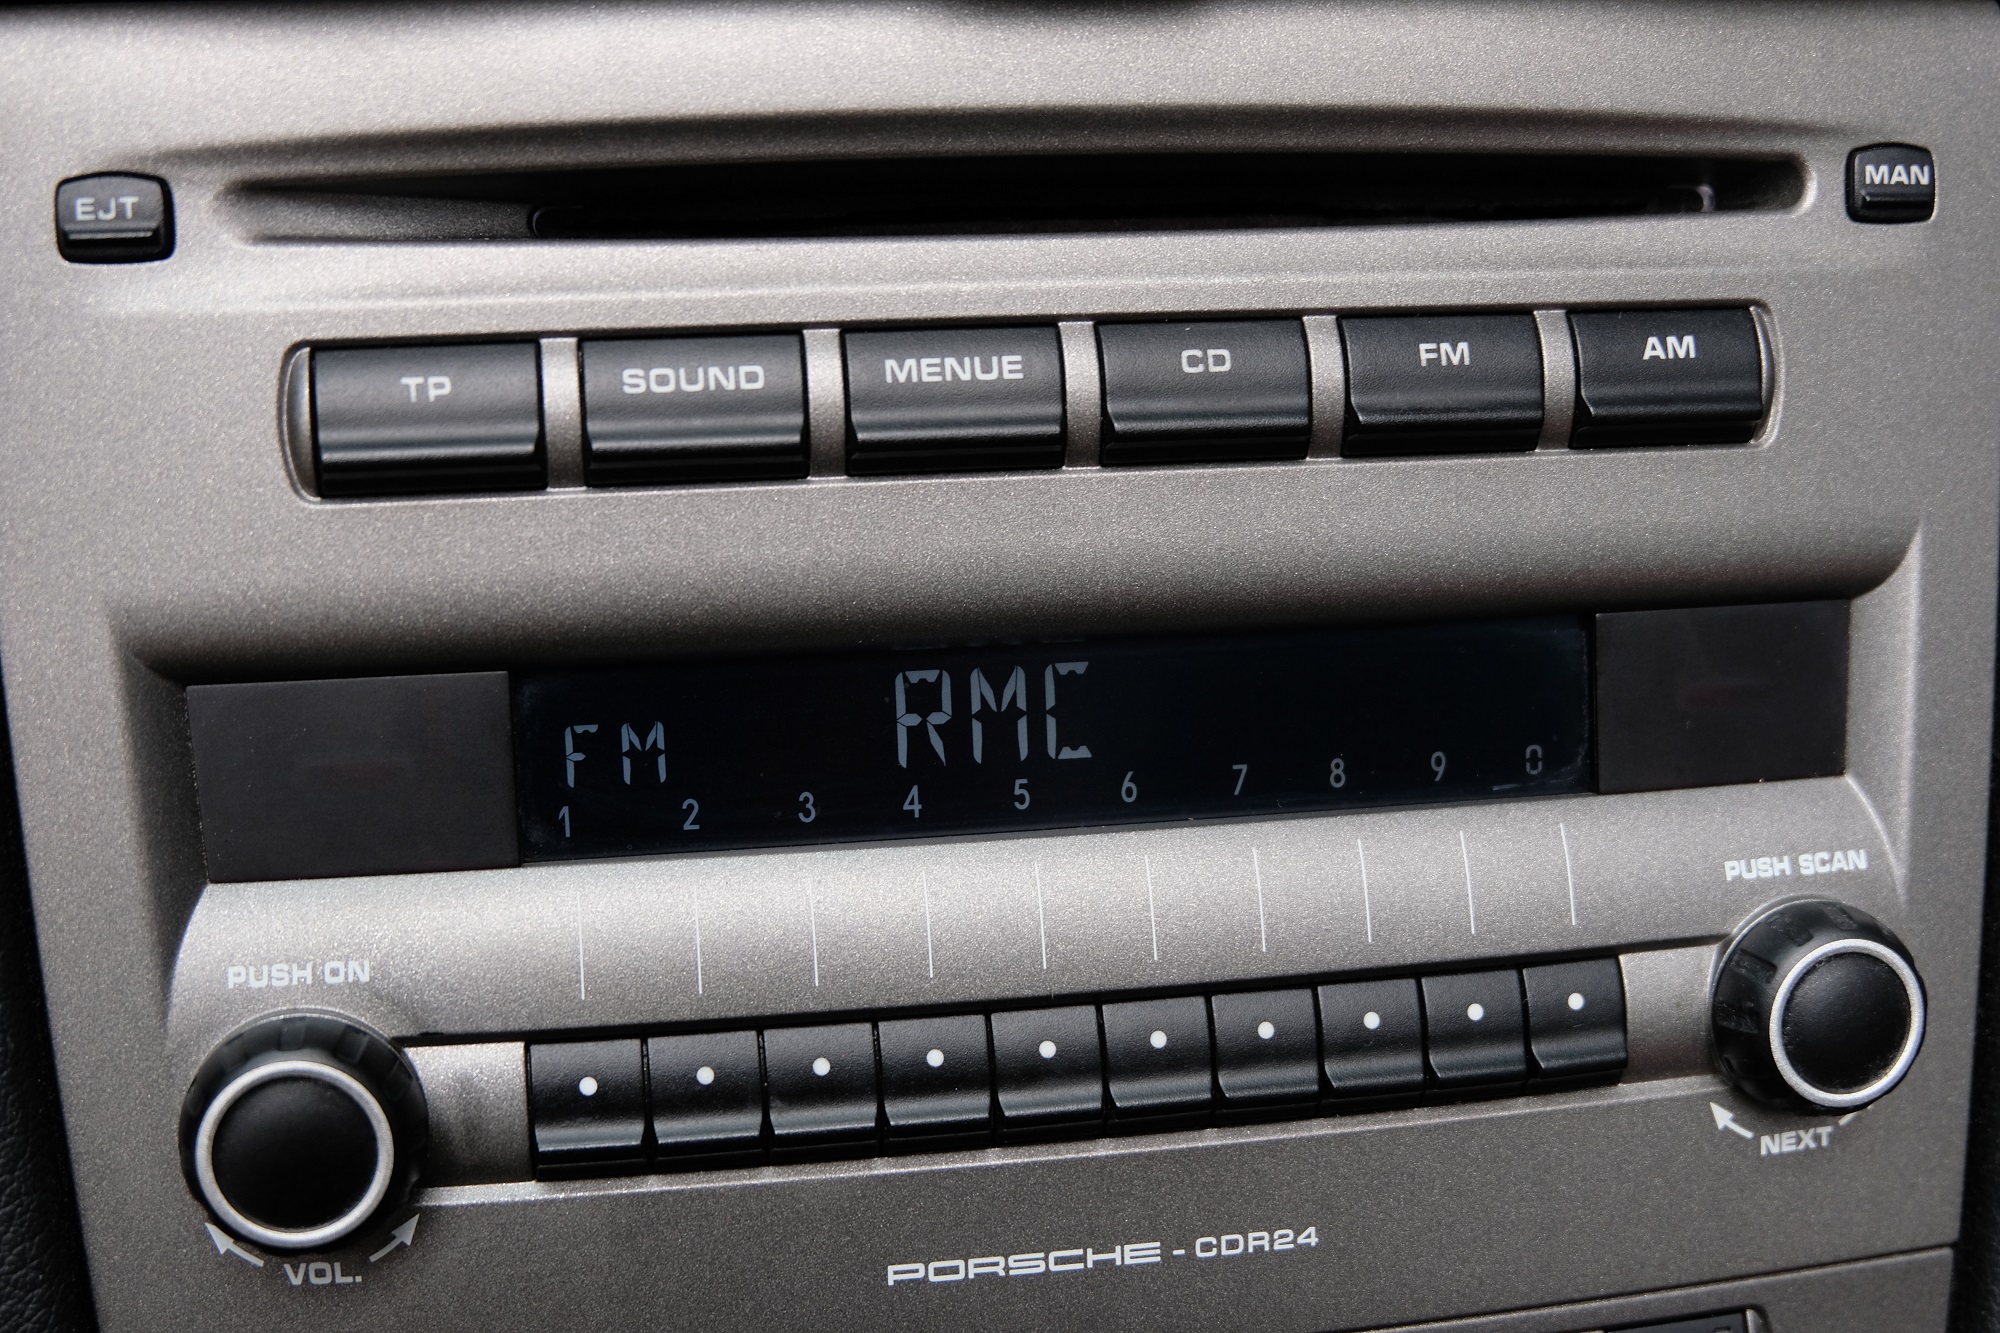 EJT
MAN
TP SOUND MENUE CD FM AM
FM RMC
1 2 3 4 5 6 7 8 9 _0
PUSH SCAN
PUSH ON
NEXT
VOL.
PORSCHE - CDR24